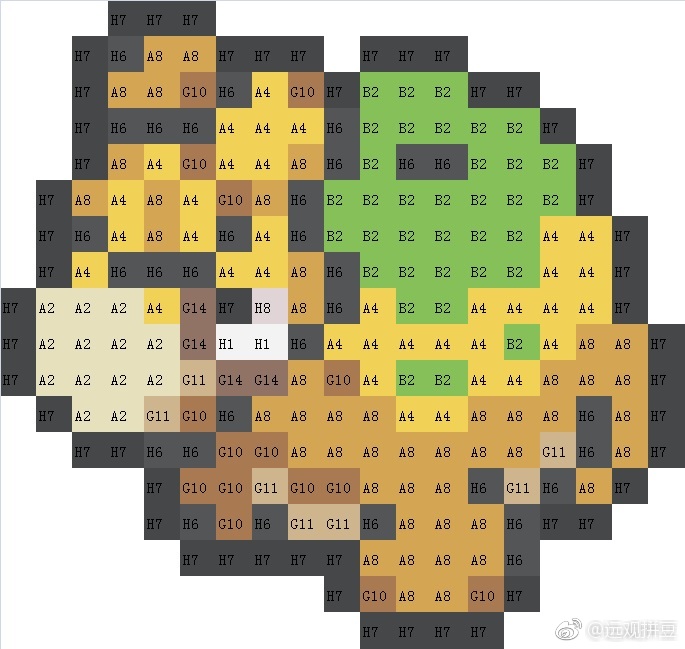 H7 H7 H7
H7 H6 A8 A8 H7 H7 H7 H7 H7 H7
H7 A8 A8 G10 H6 A4 G10 H7 B2 B2 B2 H7 H7
H7 H6 H6 H6 A4 A4 A4 H6 B2 B2 B2 B2 B2 H7
H7 A8 A4 G10 A4 A4 A8 H6 B2 H6 H6 B2 B2 B2 H7
H7 A8 A4 A8 A4 G10 A8 H6 B2 B2 B2 B2 B2 B2 B2 H7
H7 H6 A4 A8 A4 H6 A4 H6 B2 B2 B2 B2 B2 B2 A4 A4 H7
H7 A4 H6 H6 H6 A4 A4 A8 H6 B2 B2 B2 B2 B2 A4 A4 H7
H7 A2 A2 A2 A4 G14 H7 H8 A8 H6 A4 B2 B2 A4 A4 A4 A4 H7
H7 A2 A2 A2 A2 G14 H1 H1 H6 A4 A4 A4 A4 A4 B2 A4 A8 A8 H7
H7 A2 A2 A2 A2 G11 G14 G14 A8 G10 A4 B2 B2 A4 A4 A8 A8 A8 H7
H7 A2 A2 G11 G10 H6 A8 A8 A8 A8 A4 A4 A8 A8 A8 H6 A8 H7
H7 H7 H6 H6 G10 G10 A8 A8 A8 A8 A8 A8 A8 G11 H6 A8 H7
H7 G10 G10 G11 G10 G10 A8 A8 A8 H6 G11 H6 A8 H7
H7 H6 G10 H6 G11 G11 H6 A8 A8 A8 H6 H7 H7
H7 H7 H7 H7 H7 A8 A8 A8 A8 H6
H7 G10 A8 A8 G10 H7
H7 H7 H7 H7
@远观拼豆